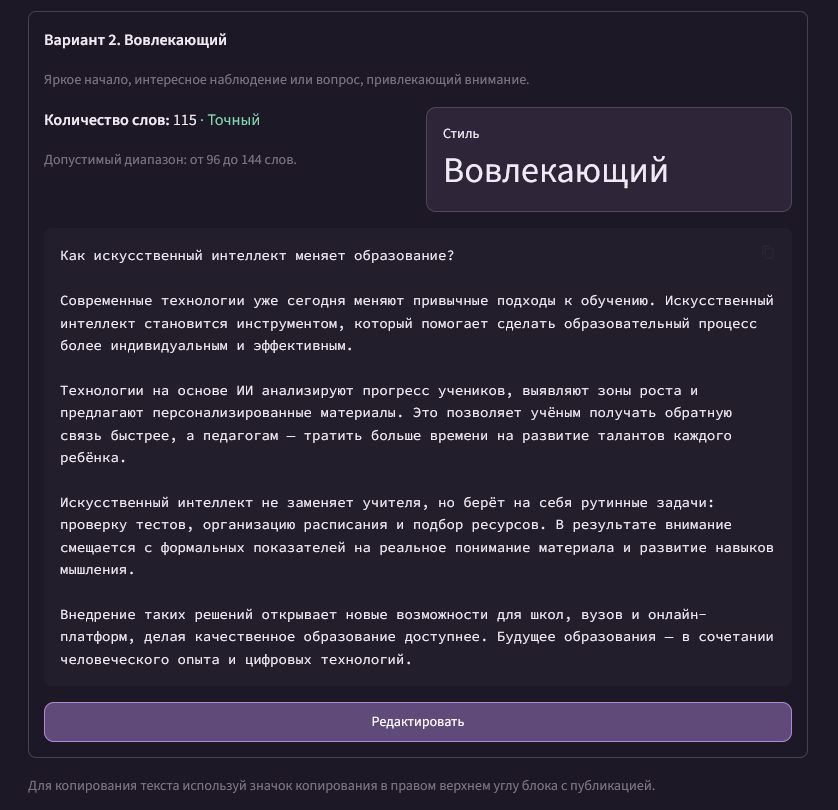 Вариант 2. Вовлекающий
Яркое начало, интересное наблюдение или вопрос, привлекающий внимание.
Количество слов: 115 · Точный
Допустимый диапазон: от 96 до 144 слов.
Стиль
Вовлекающий
Как искусственный интеллект меняет образование?
Современные технологии уже сегодня меняют привычные подходы к обучению. Искусственный
интеллект становится инструментом, который помогает сделать образовательный процесс
более индивидуальным и эффективным.
Технологии на основе ИИ анализируют прогресс учеников, выявляют зоны роста и
предлагают персонализированные материалы. Это позволяет учёным получать обратную
связь быстрее, а педагогам — тратить больше времени на развитие талантов каждого
ребёнка.
Искусственный интеллект не заменяет учителя, но берёт на себя рутинные задачи:
проверку тестов, организацию расписания и подбор ресурсов. В результате внимание
смещается с формальных показателей на реальное понимание материала и развитие навыков
мышления.
Внедрение таких решений открывает новые возможности для школ, вузов и онлайн-
платформ, делая качественное образование доступнее. Будущее образования — в сочетании
человеческого опыта и цифровых технологий.
Редактировать
Для копирования текста используй значок копирования в правом верхнем углу блока с публикацией.